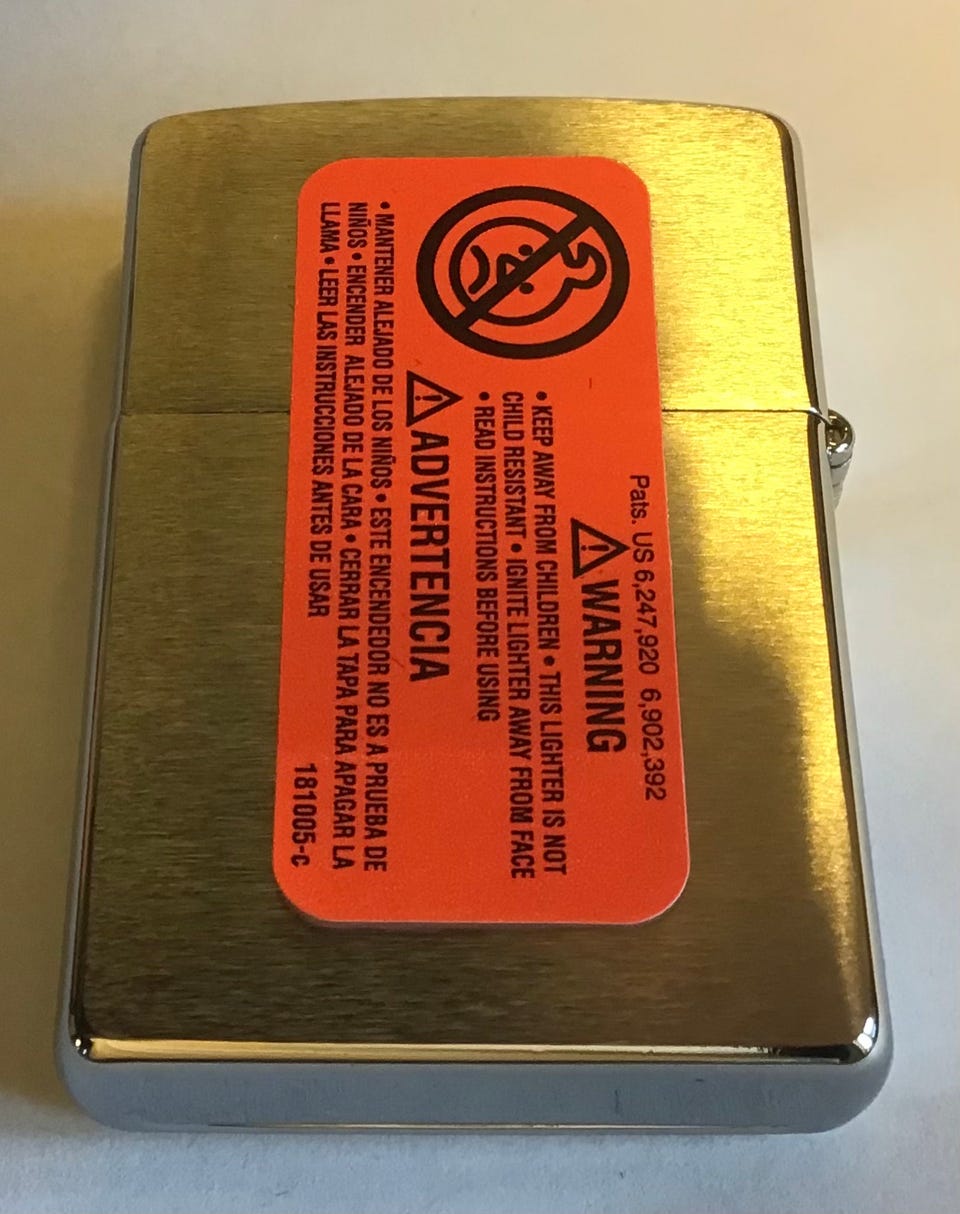 Pats. US 6,247,920 6,902,392
⚠WARNING
• KEEP AWAY FROM CHILDREN • THIS LIGHTER IS NOT
CHILD RESISTANT • IGNITE LIGHTER AWAY FROM FACE
• READ INSTRUCTIONS BEFORE USING
⚠ADVERTENCIA
• MANTENER ALEJADO DE LOS NIÑOS • ESTE ENCENDEDOR NO ES A PRUEBA DE
NIÑOS • ENCENDER ALEJADO DE LA CARA • CERRAR LA TAPA PARA APAGAR LA
LLAMA • LEER LAS INSTRUCCIONES ANTES DE USAR
181005-c